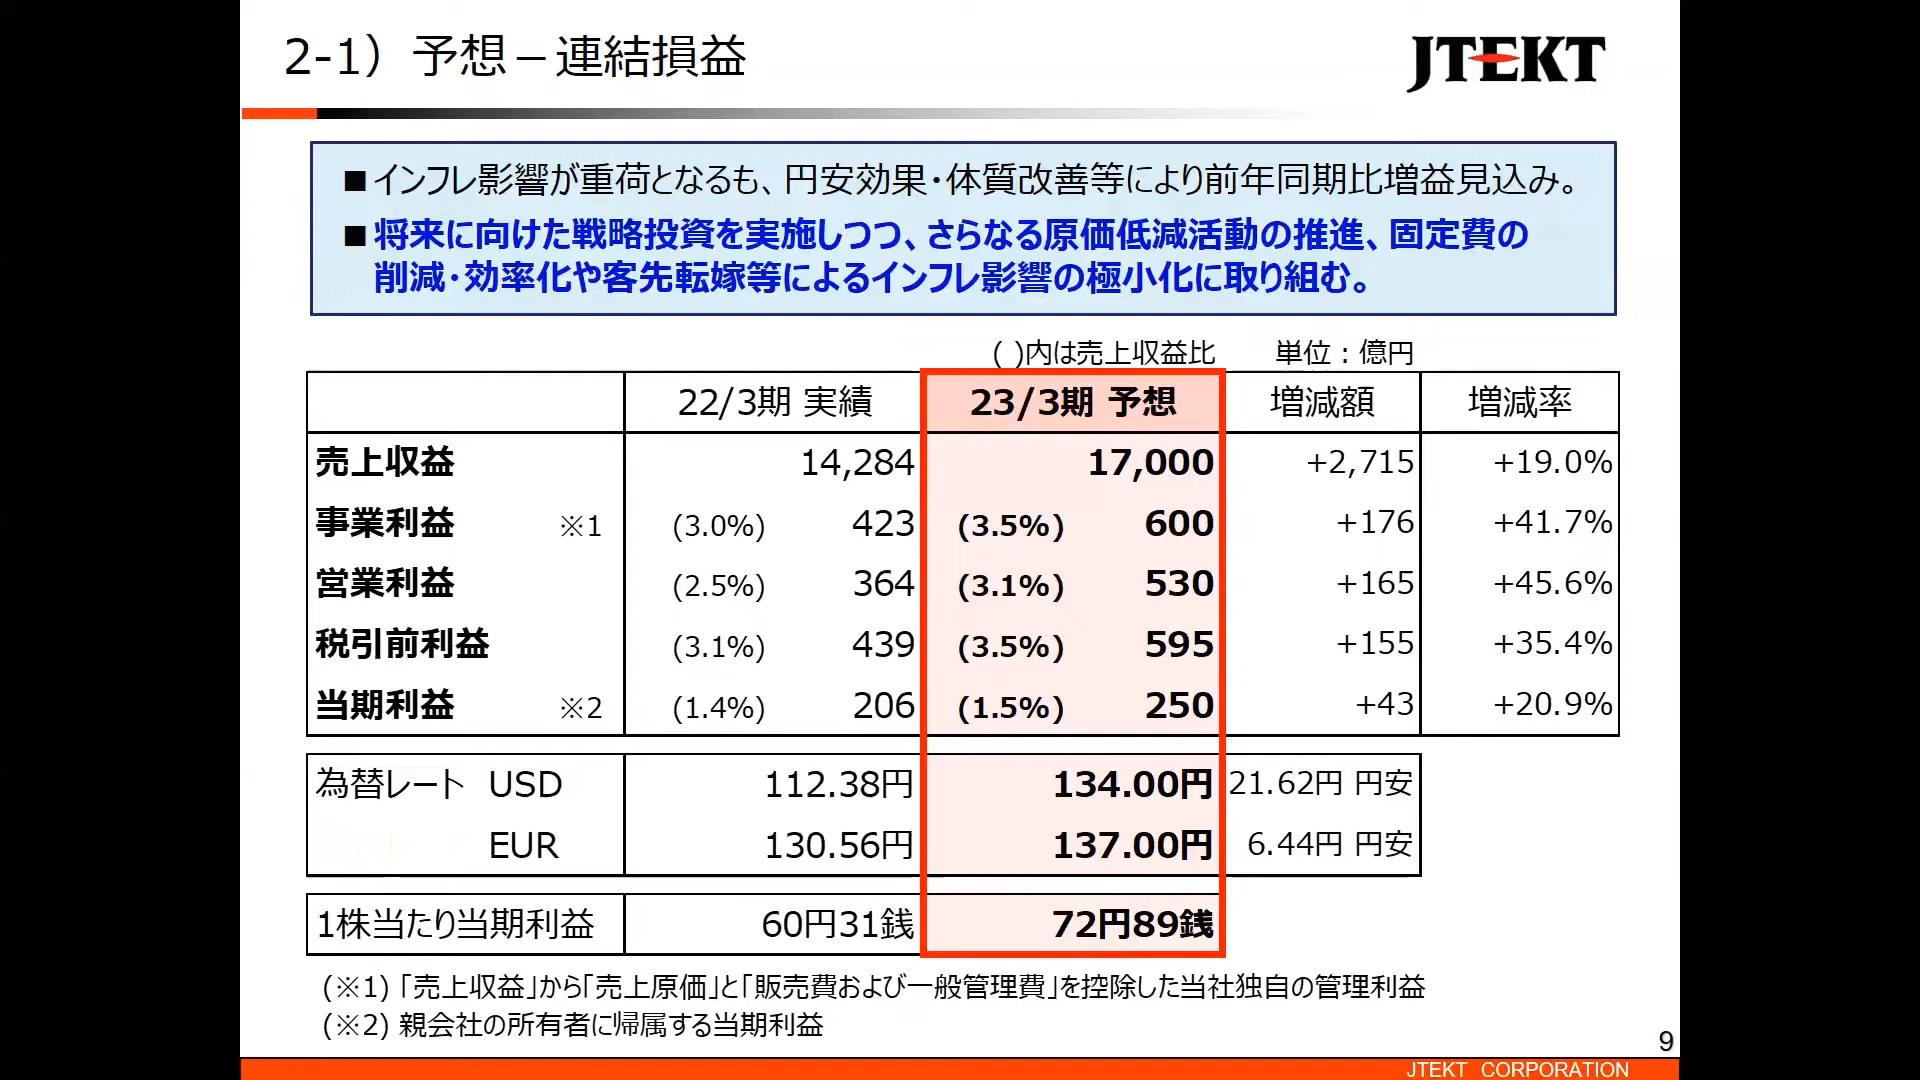 2-1）予想－連結損益
JTEKT
■インフレ影響が重荷となるも、円安効果・体質改善等により前年同期比増益見込み。
■将来に向けた戦略投資を実施しつつ、さらなる原価低減活動の推進、固定費の
削減・効率化や客先転嫁等によるインフレ影響の極小化に取り組む。
( )内は売上収益比 単位：億円
22/3期 実績 23/3期 予想 増減額 増減率
売上収益 14,284 17,000 +2,715 +19.0%
事業利益 ※1 (3.0%) 423 (3.5%) 600 +176 +41.7%
営業利益 (2.5%) 364 (3.1%) 530 +165 +45.6%
税引前利益 (3.1%) 439 (3.5%) 595 +155 +35.4%
当期利益 ※2 (1.4%) 206 (1.5%) 250 +43 +20.9%
為替レート USD 112.38円 134.00円 21.62円 円安
EUR 130.56円 137.00円 6.44円 円安
1株当たり当期利益 60円31銭 72円89銭
(※1)「売上収益」から「売上原価」と「販売費および一般管理費」を控除した当社独自の管理利益
(※2) 親会社の所有者に帰属する当期利益
9
JTEKT CORPORATION